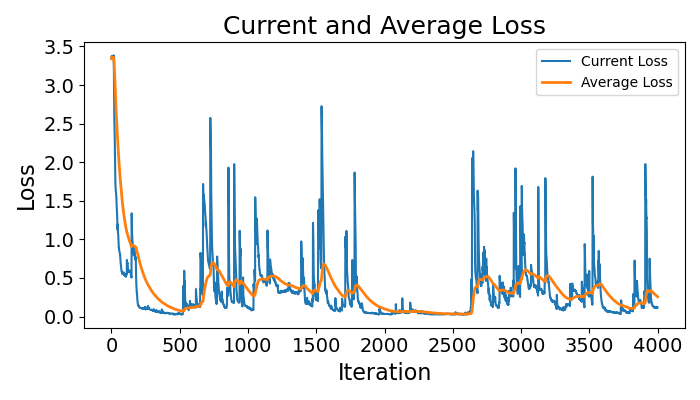 Current and Average Loss
Current Loss
Average Loss
3.5
3.0
2.5
2.0
1.5
1.0
0.5
0.0
Loss
0 500 1000 1500 2000 2500 3000 3500 4000
Iteration